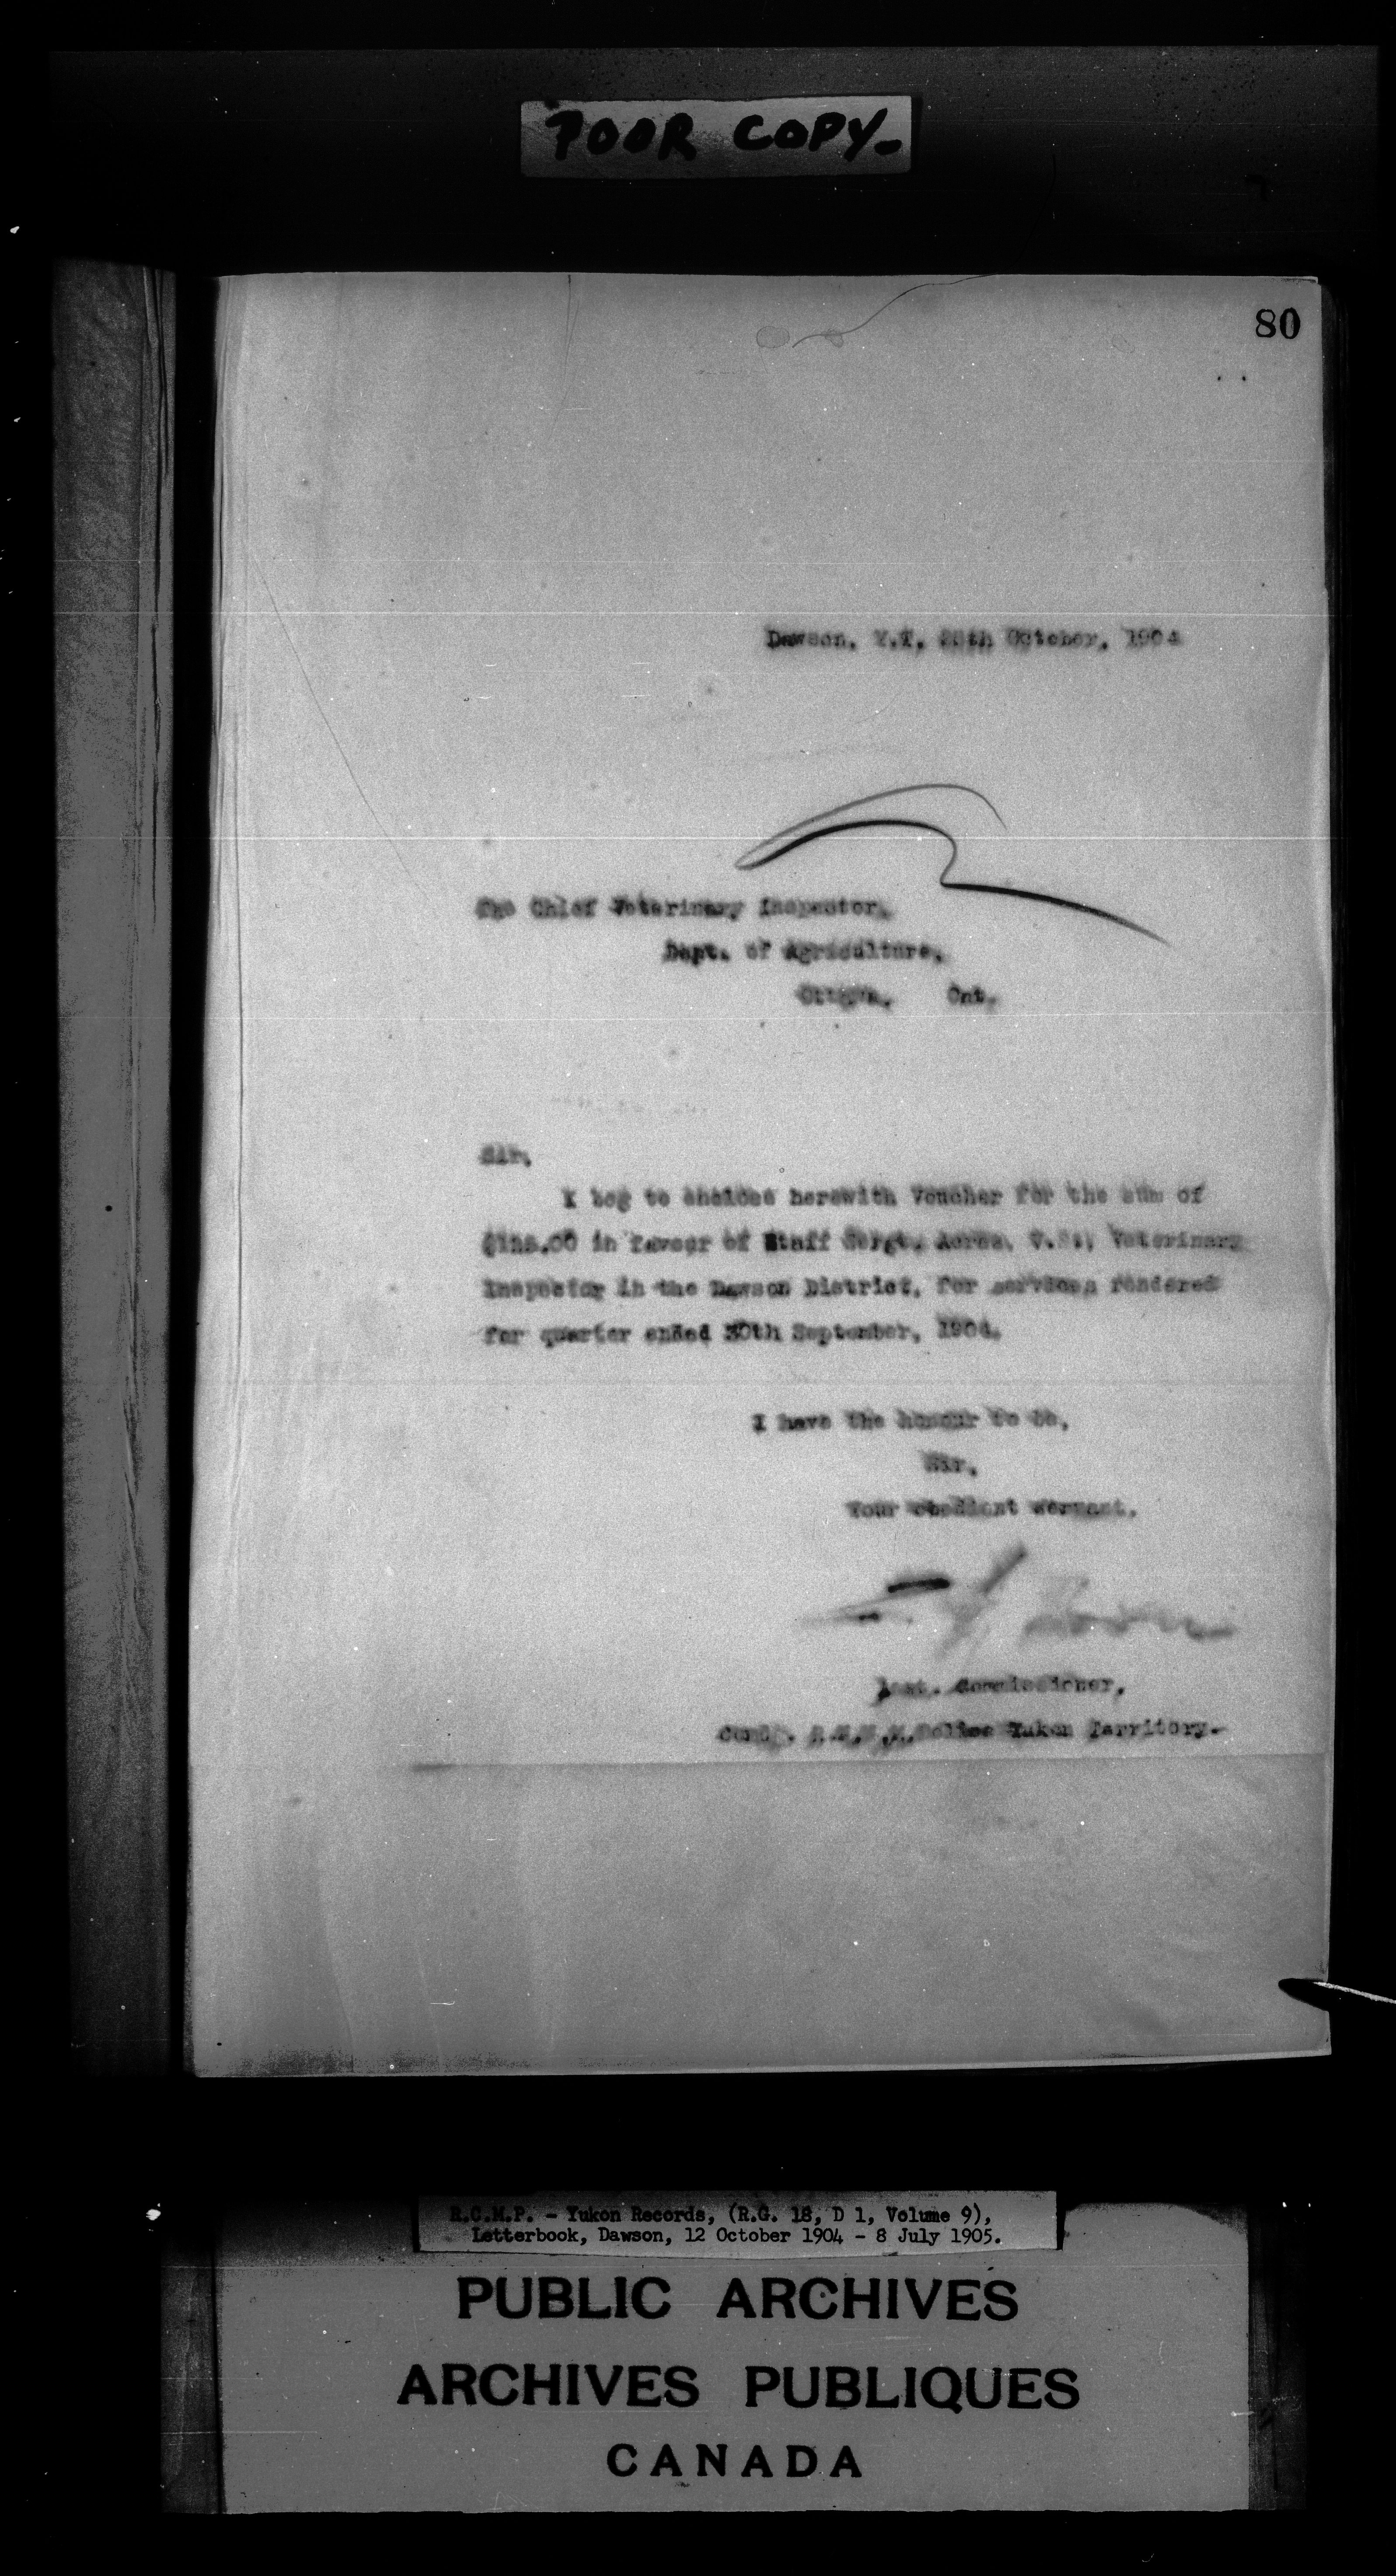 POOR COPY-
80
Dawson, Y.T. October, 1904
The Chief Veterinary Inspector,
Dept. of Agriculture,
Ottawa, Ont.
Sir,
I beg to enclose herewith Voucher for the sum of
in favour of Staff Sergt. Acres, V.S., Veterinary
Inspector in the Dawson District, for services rendered
for quarter ended 30th September, 1904.
I have the honour to be,
Sir,
Your obedient servant,
Asst. Commissioner,
Police Yukon Territory.
R.C.M.P. - Yukon Records, (R.G. 18, D 1, Volume 9),
Letterbook, Dawson, 12 October 1904 - 8 July 1905.
PUBLIC ARCHIVES
ARCHIVES PUBLIQUES
CANADA